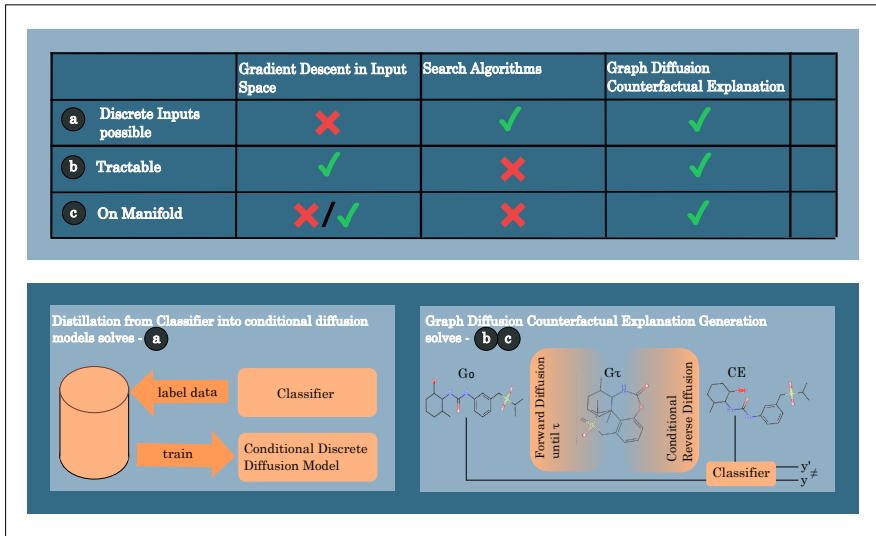 Gradient Descent in Input
Space
Search Algorithms
Graph Diffusion
Counterfactual Explanation
a
Discrete Inputs
possible
b
Tractable
c
On Manifold
/
Distillation from Classifier into conditional diffusion
models solves - a
label data
Classifier
train
Conditional Discrete
Diffusion Model
Graph Diffusion Counterfactual Explanation Generation
solves - b c
G0
Forward Diffusion
until τ
Gτ
Conditional
Reverse Diffusion
CE
Classifier
y'
≠
y